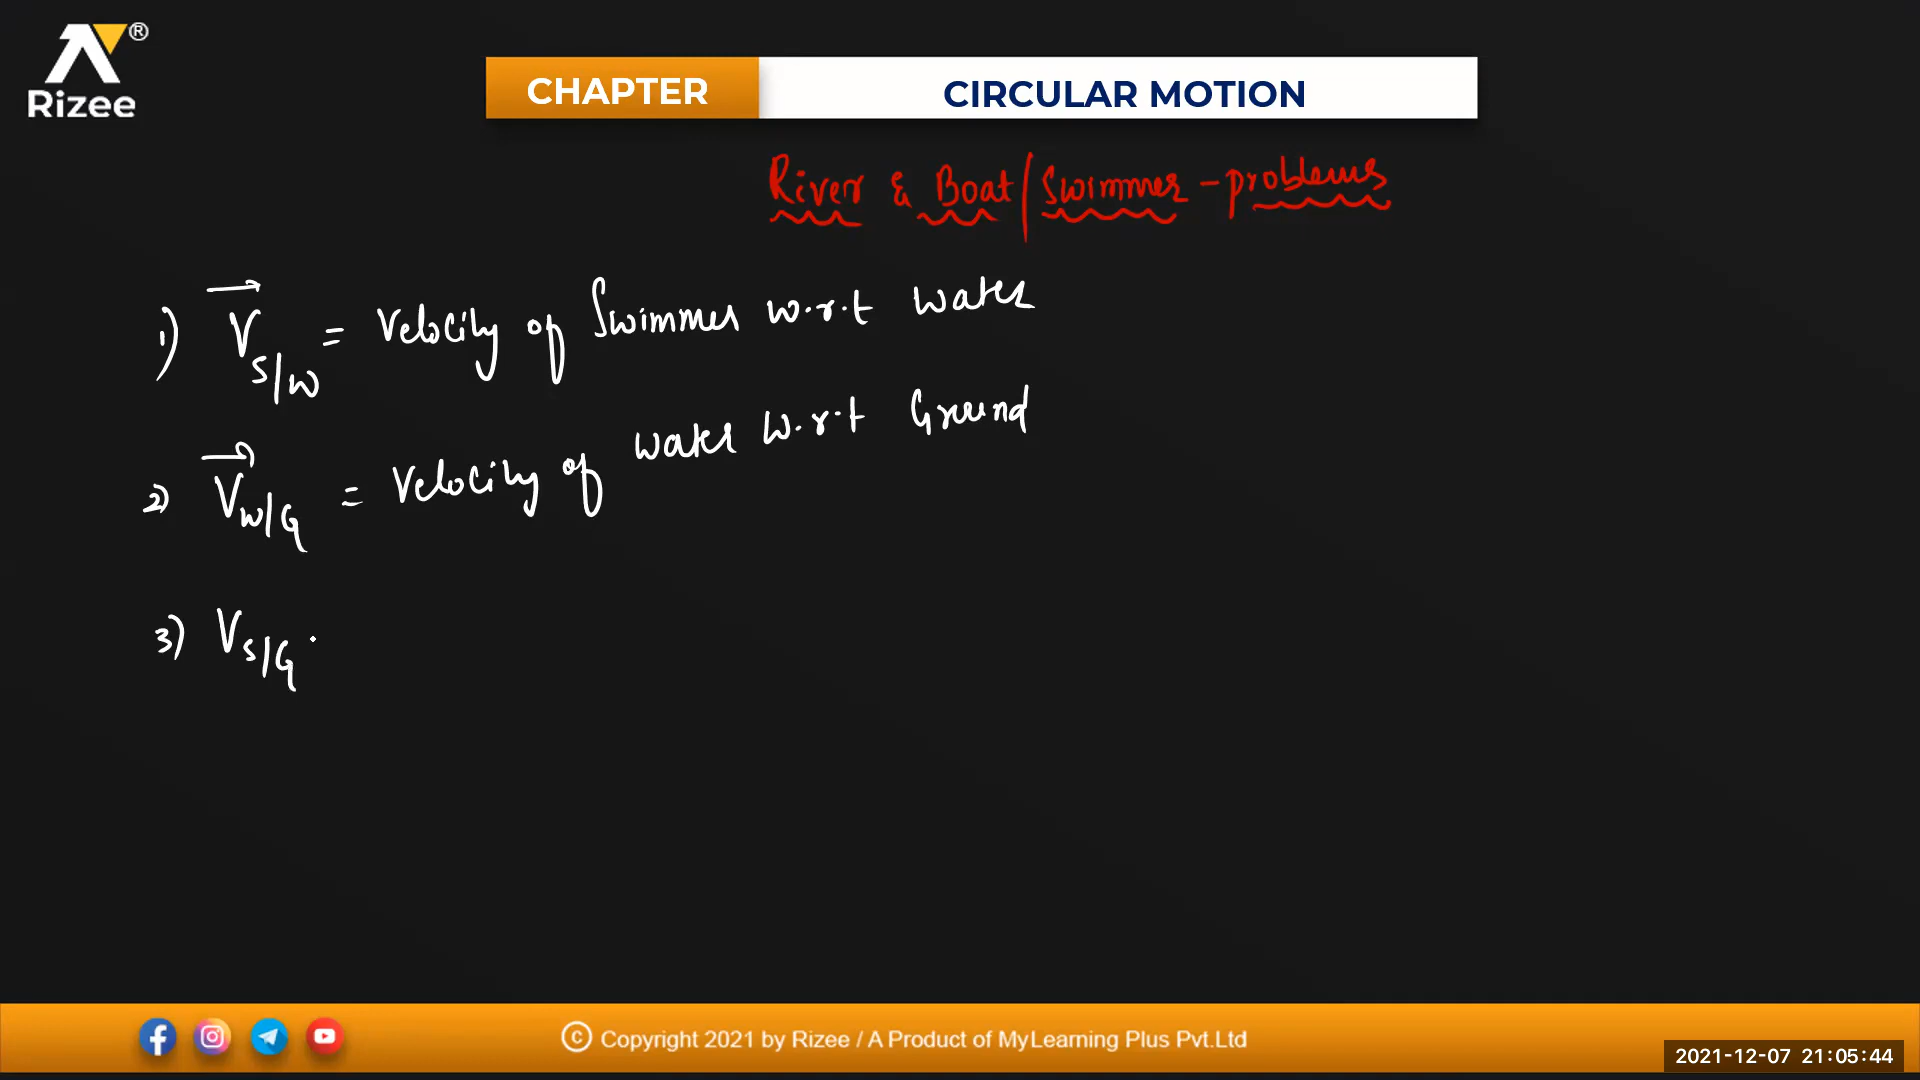 Rizee®
CHAPTER CIRCULAR MOTION
River & Boat/Swimmer - problems
1) V S/W = Velocity of Swimmer w.r.t water
2) V W/G = Velocity of water w.r.t Ground
3) V S/G
© Copyright 2021 by Rizee / A Product of MyLearning Plus Pvt.Ltd
2021-12-07 21:05:44